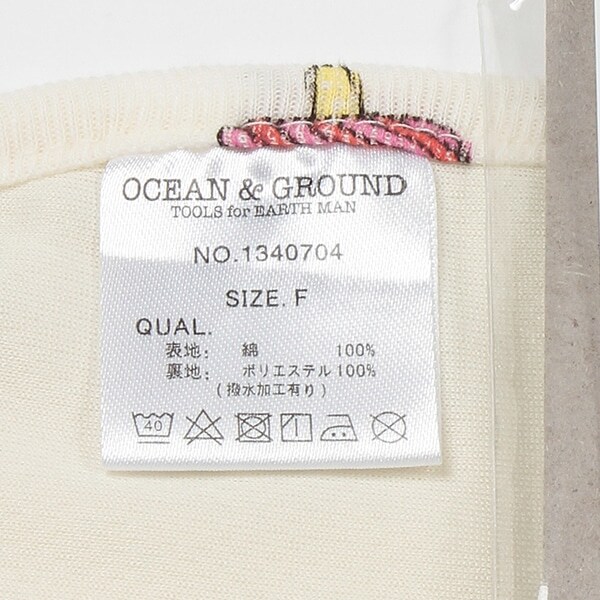 OCEAN & GROUND
TOOLS for EARTH MAN
NO.1340704
SIZE. F
QUAL.
表地: 綿 100%
裏地: ポリエステル 100%
(撥水加工有り)
40